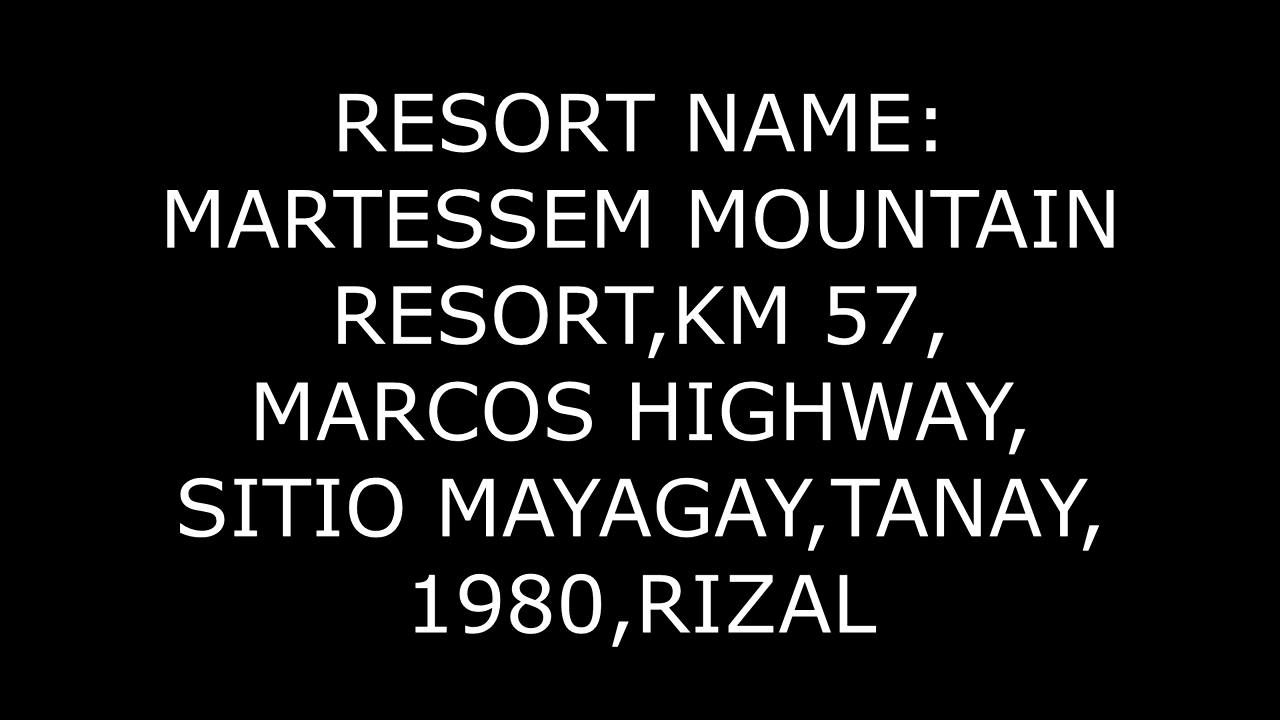 RESORT NAME:
MARTESSEM MOUNTAIN
RESORT,KM 57,
MARCOS HIGHWAY,
SITIO MAYAGAY,TANAY,
1980,RIZAL